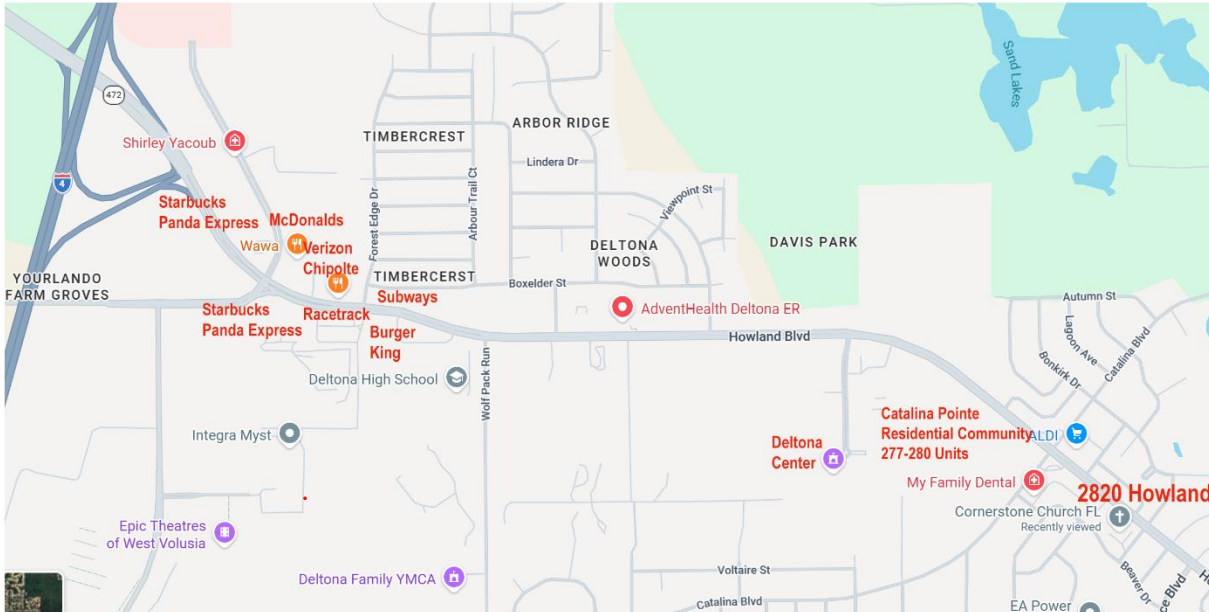 472
Sand Lakes
ARBOR RIDGE
TIMBERCREST
Shirley Yacoub
Lindera Dr
4
Viewpoint St
Starbucks
Panda Express
McDonalds
Forest Edge Dr
Arbour Trail Ct
Wawa
Verizon
Chipolte
DELTONA
WOODS
DAVIS PARK
YOURLANDO
FARM GROVES
TIMBERCERST
Boxelder St
Subways
Autumn St
Starbucks
Panda Express
Racetrack
AdventHealth Deltona ER
Lagoon Ave
Catalina Blvd
Burger
King
Howland Blvd
Bonkirk Dr
Deltona High School
Wolf Pack Run
Catalina Pointe
Residential Community
277-280 Units
ALDI
Integra Myst
Deltona
Center
My Family Dental
2820 Howland
Cornerstone Church FL
Recently viewed
Epic Theatres
of West Volusia
Deltona Family YMCA
Voltaire St
Beaver Dr
Catalina Blvd
EA Power
ce Blvd
Ho